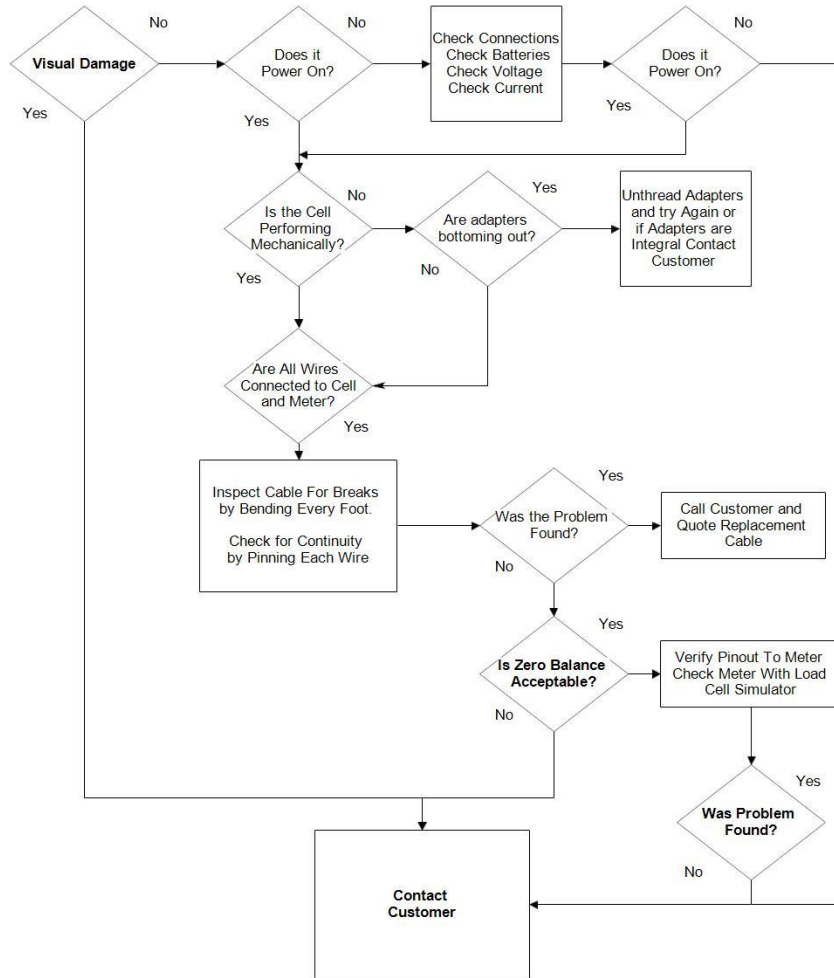 No
No
No
Visual Damage
Does it
Power On?
Check Connections
Check Batteries
Check Voltage
Check Current
Does it
Power On?
Yes
Yes
Yes
No
Yes
Is the Cell
Performing
Mechanically?
Are adapters
bottoming out?
Unthread Adapters
and try Again or
if Adapters are
Integral Contact
Customer
Yes
No
Are All Wires
Connected to Cell
and Meter?
Yes
Inspect Cable For Breaks
by Bending Every Foot.
Check for Continuity
by Pinning Each Wire
Yes
Was the Problem
Found?
Call Customer and
Quote Replacement
Cable
No
Yes
Is Zero Balance
Acceptable?
Verify Pinout To Meter
Check Meter With Load
Cell Simulator
No
Yes
Was Problem
Found?
No
Contact
Customer